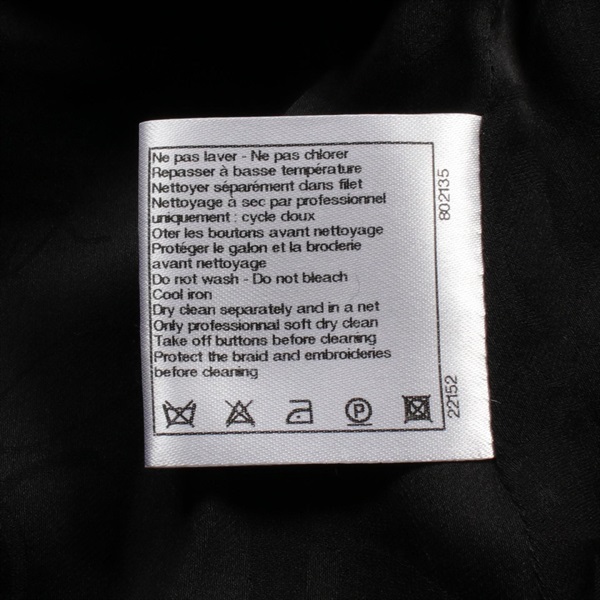 Ne pas laver - Ne pas chlorer
Repasser à basse température
Nettoyer séparément dans filet
Nettoyage à sec par professionnel
uniquement : cycle doux
Oter les boutons avant nettoyage
Protéger le galon et la broderie
avant nettoyage
Do not wash - Do not bleach
Cool iron
Dry clean separately and in a net
Only professionnal soft dry clean
Take off buttons before cleaning
Protect the braid and embroideries
before cleaning
P
802135
22152